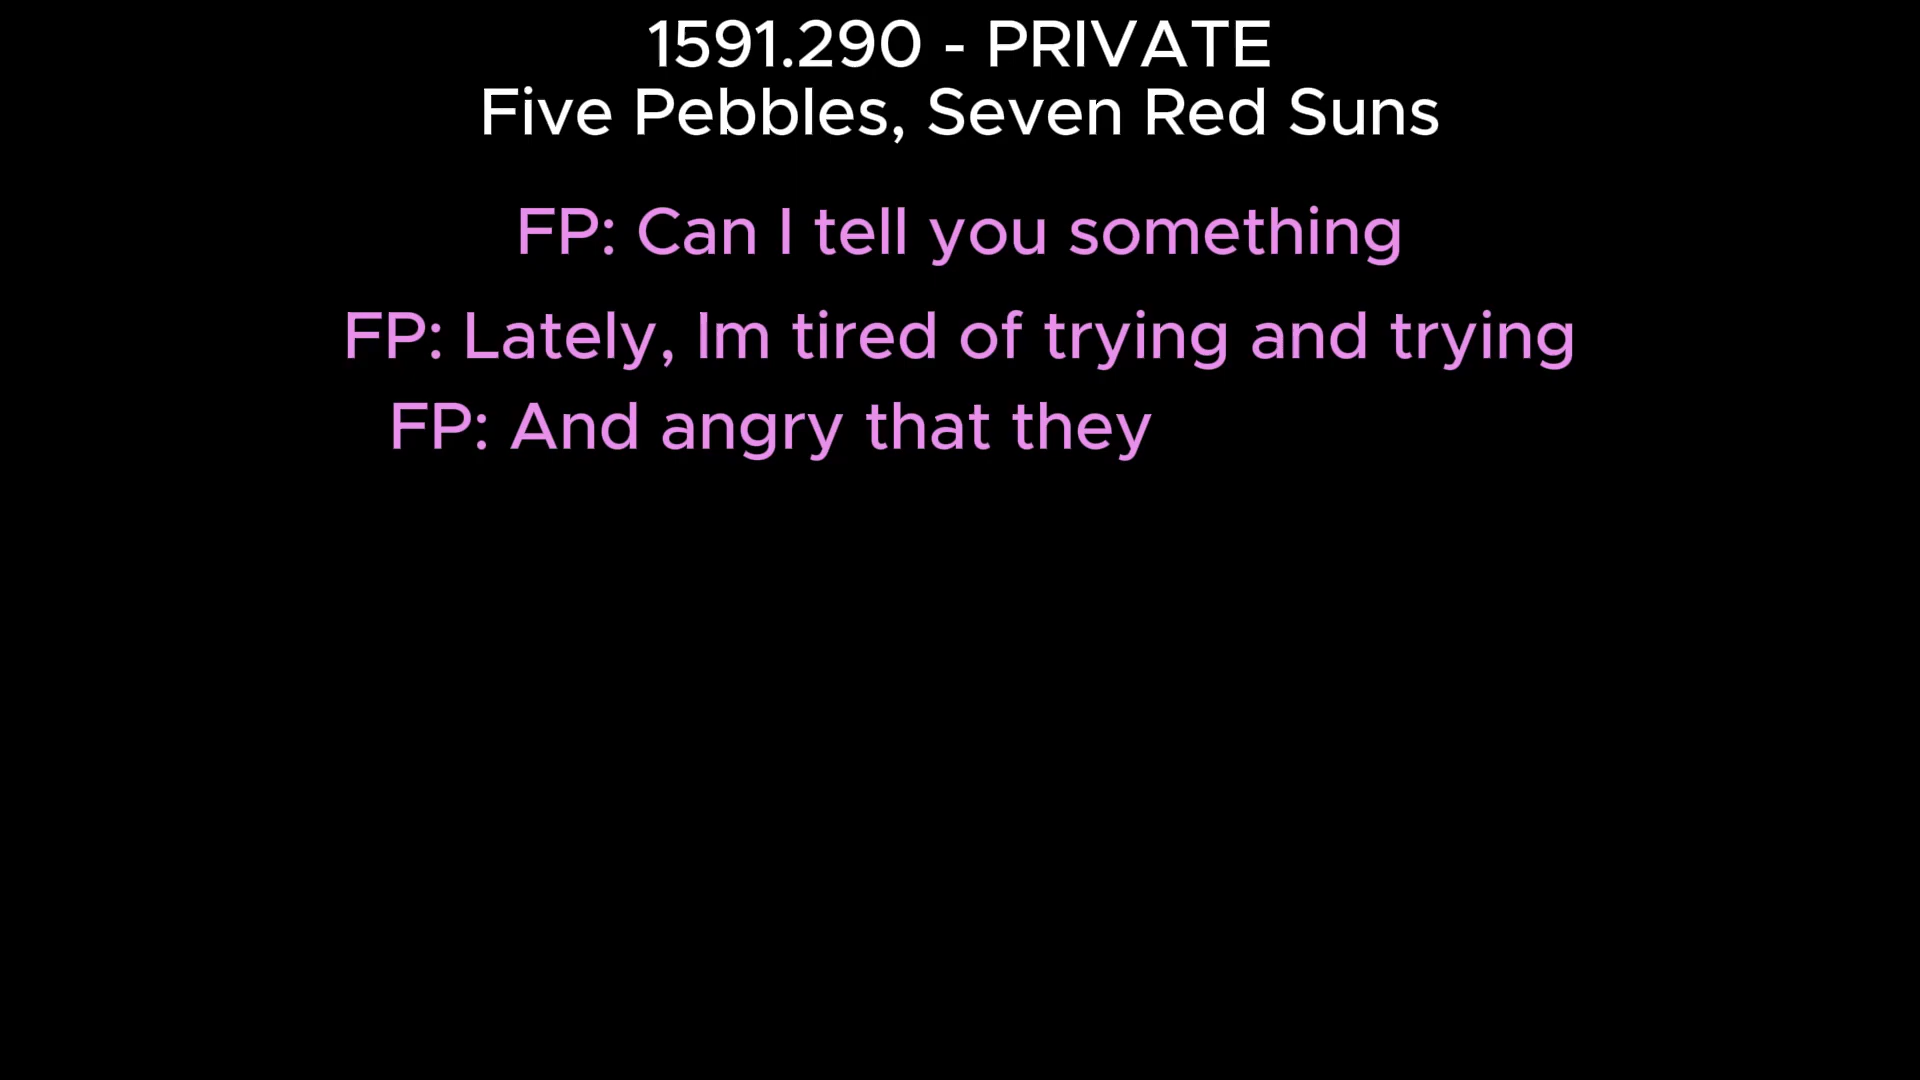 1591.290 - PRIVATE
Five Pebbles, Seven Red Suns
FP: Can I tell you something
FP: Lately, Im tired of trying and trying
FP: And angry that they